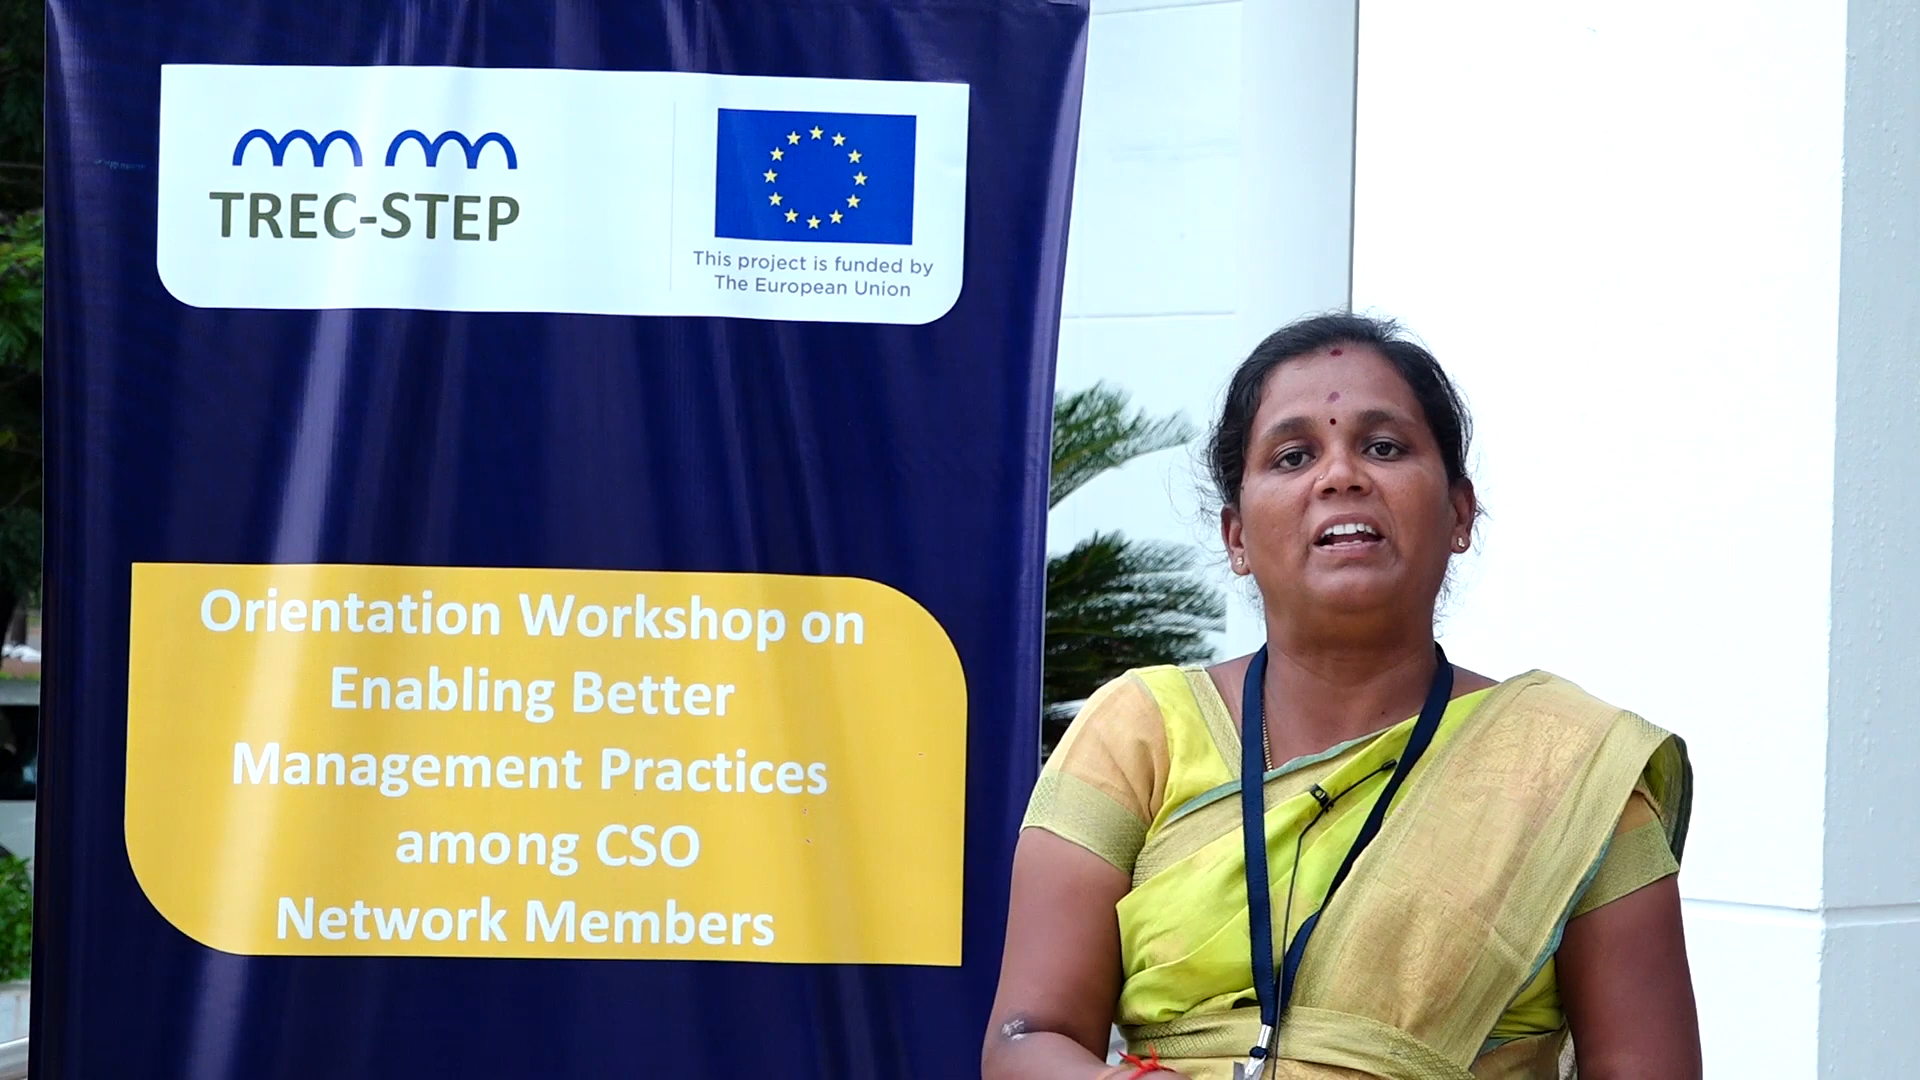 TREC-STEP
This project is funded by
The European Union
Orientation Workshop on
Enabling Better
Management Practices
among CSO
Network Members